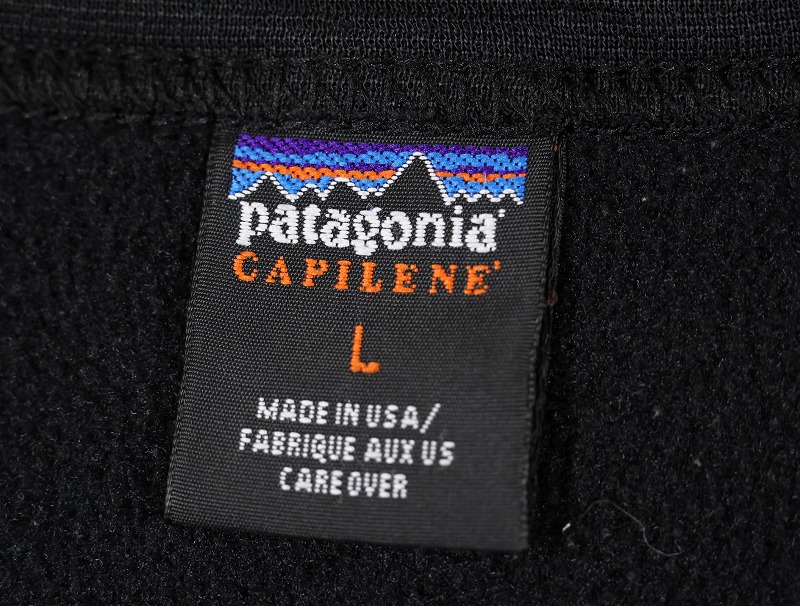 patagonia®
CAPILENE®
L
MADE IN USA/
FABRIQUE AUX US
CARE OVER